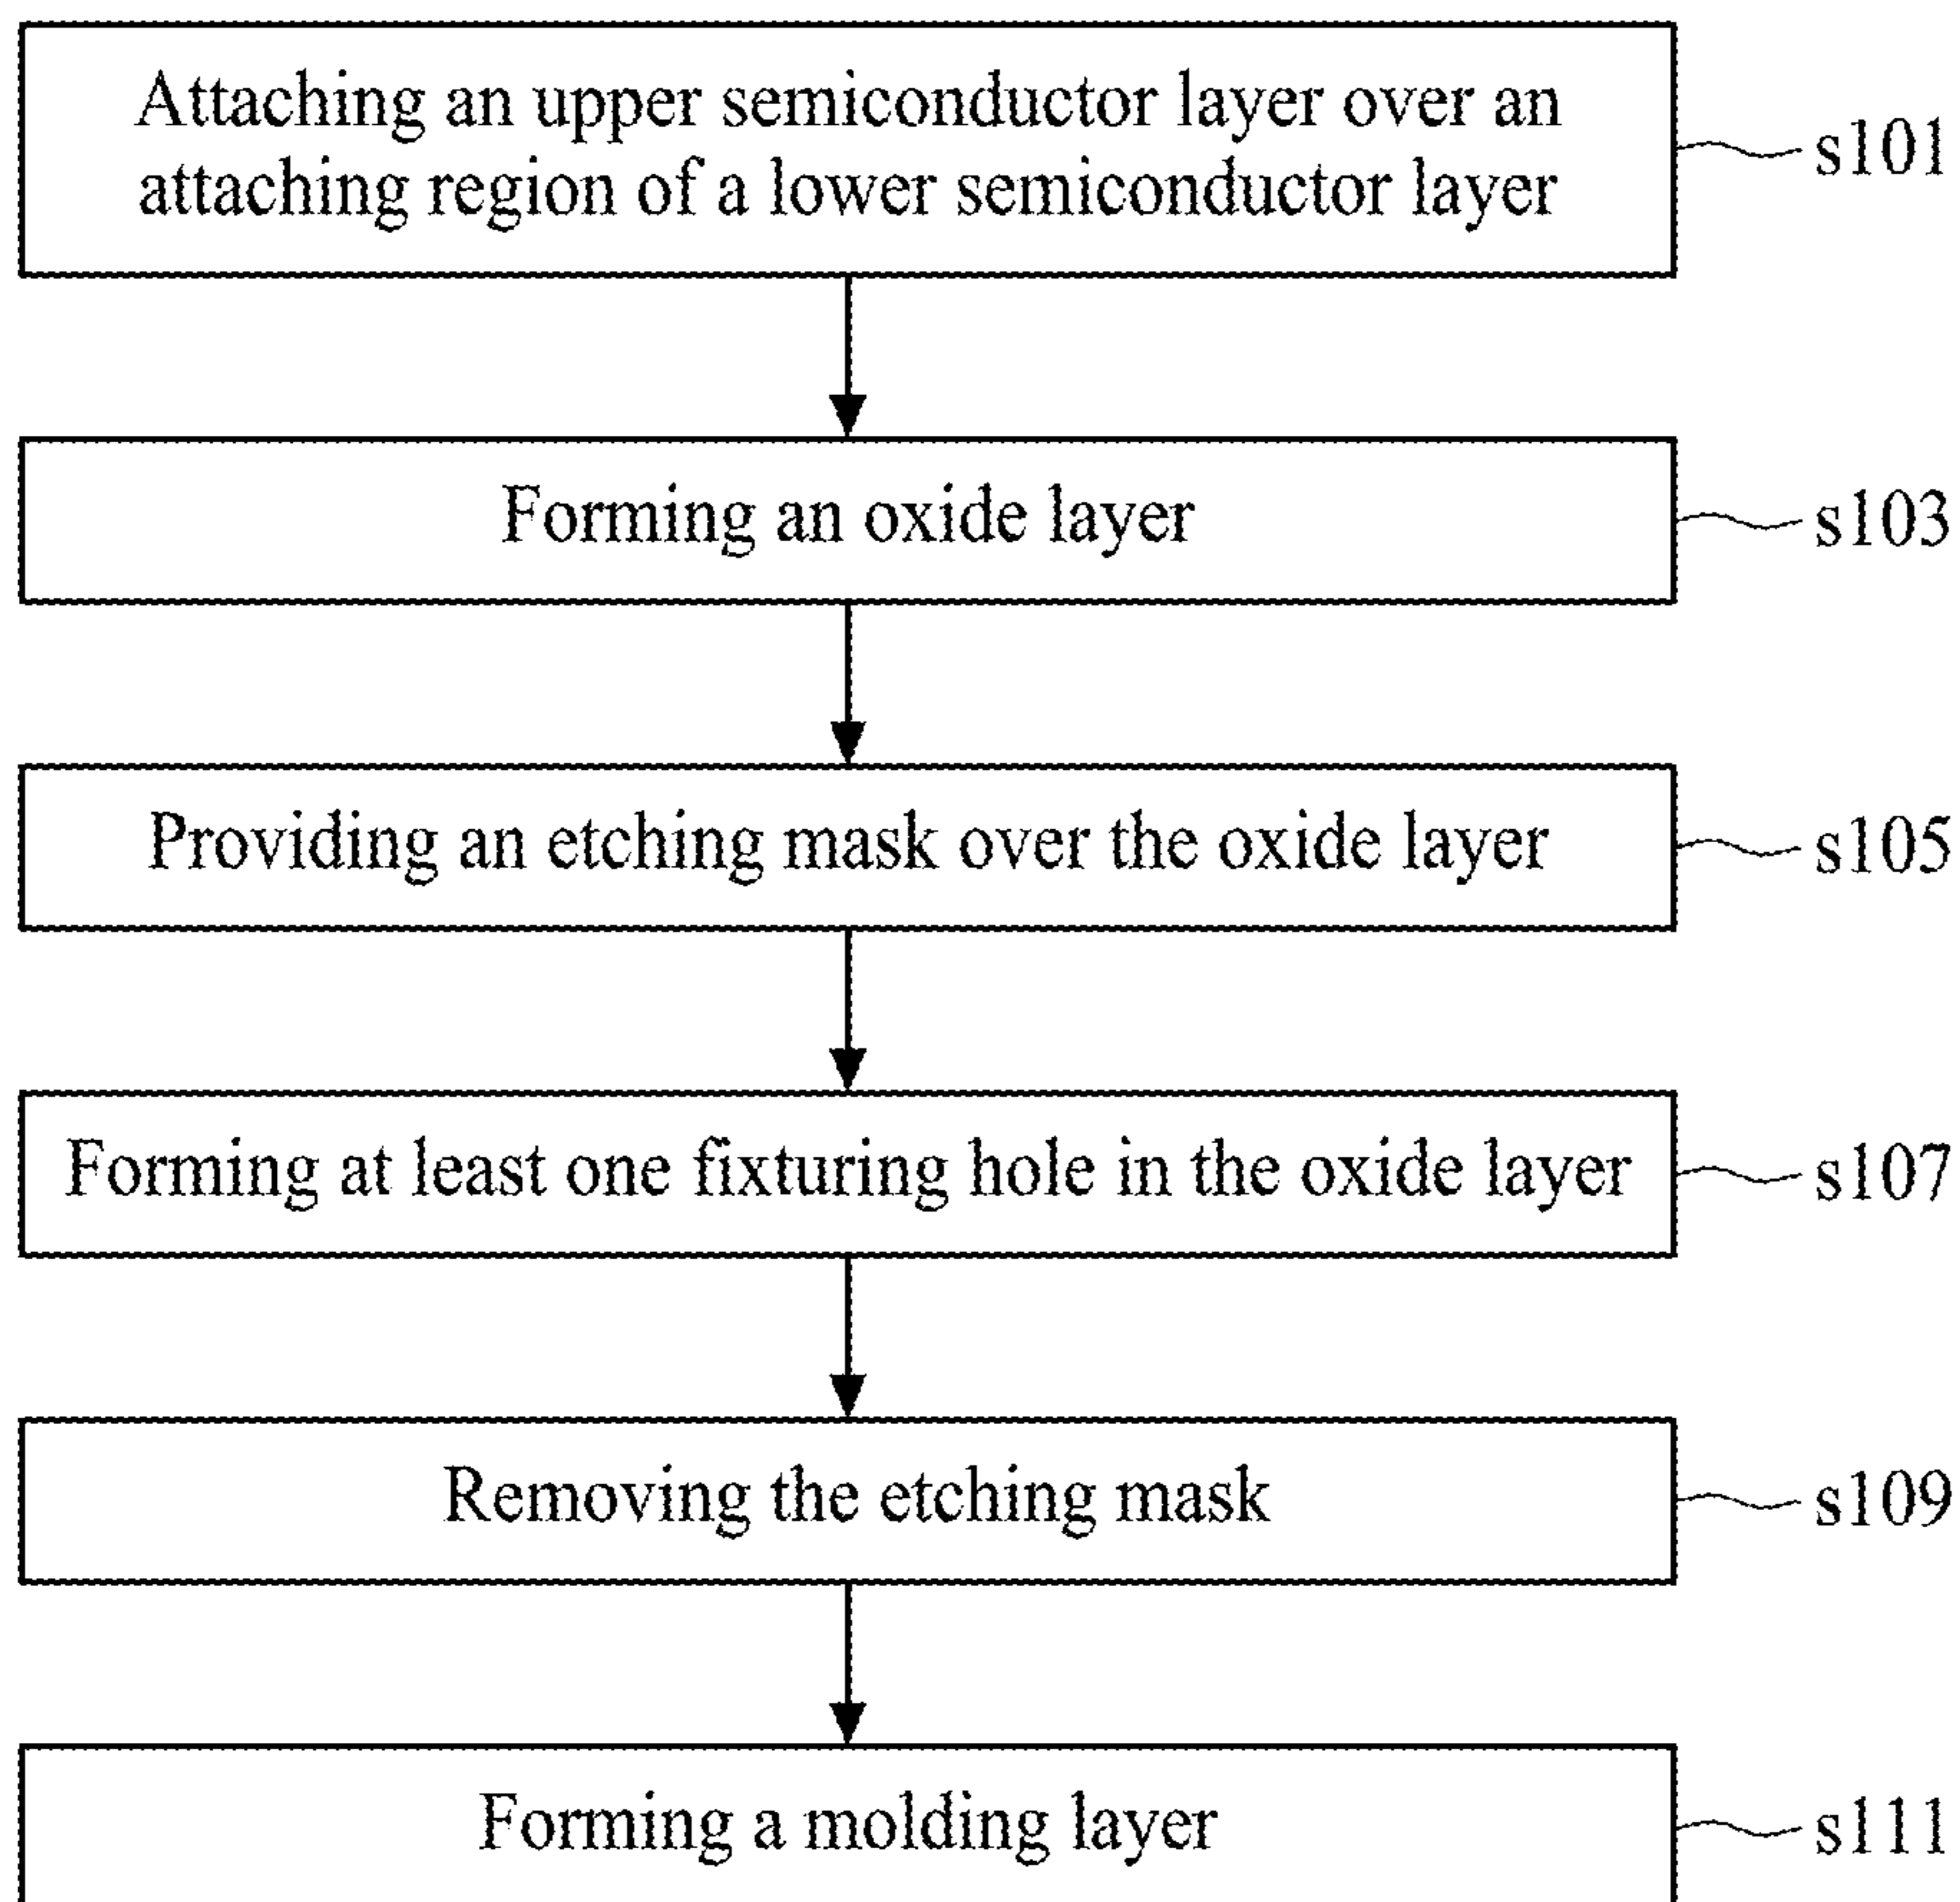 Attaching an upper semiconductor layer over an
attaching region of a lower semiconductor layer
s101
Forming an oxide layer
s103
Providing an etching mask over the oxide layer
s105
Forming at least one fixturing hole in the oxide layer
s107
Removing the etching mask
s109
Forming a molding layer
s111